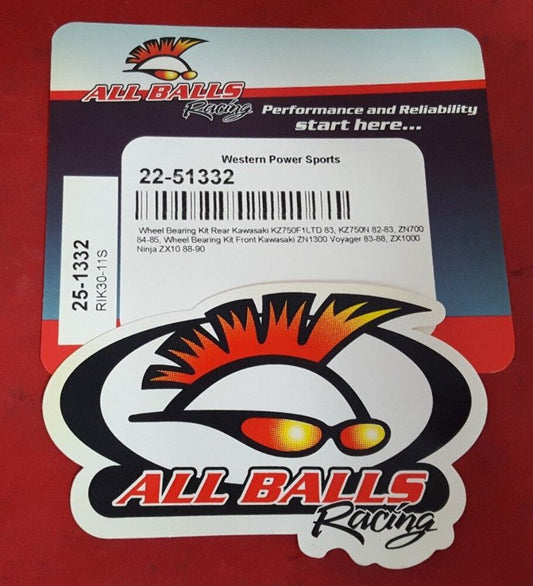 ALL BALLS
Racing
Performance and Reliability
start here...
Western Power Sports
22-51332
Wheel Bearing Kit Rear Kawasaki KZ750F1LTD 83, KZ750N 82-83, ZN700
84-85, Wheel Bearing Kit Front Kawasaki ZN1300 Voyager 83-88, ZX1000
Ninja ZX10 88-90
25-1332
RIK30-11S
ALL BALLS
Racing